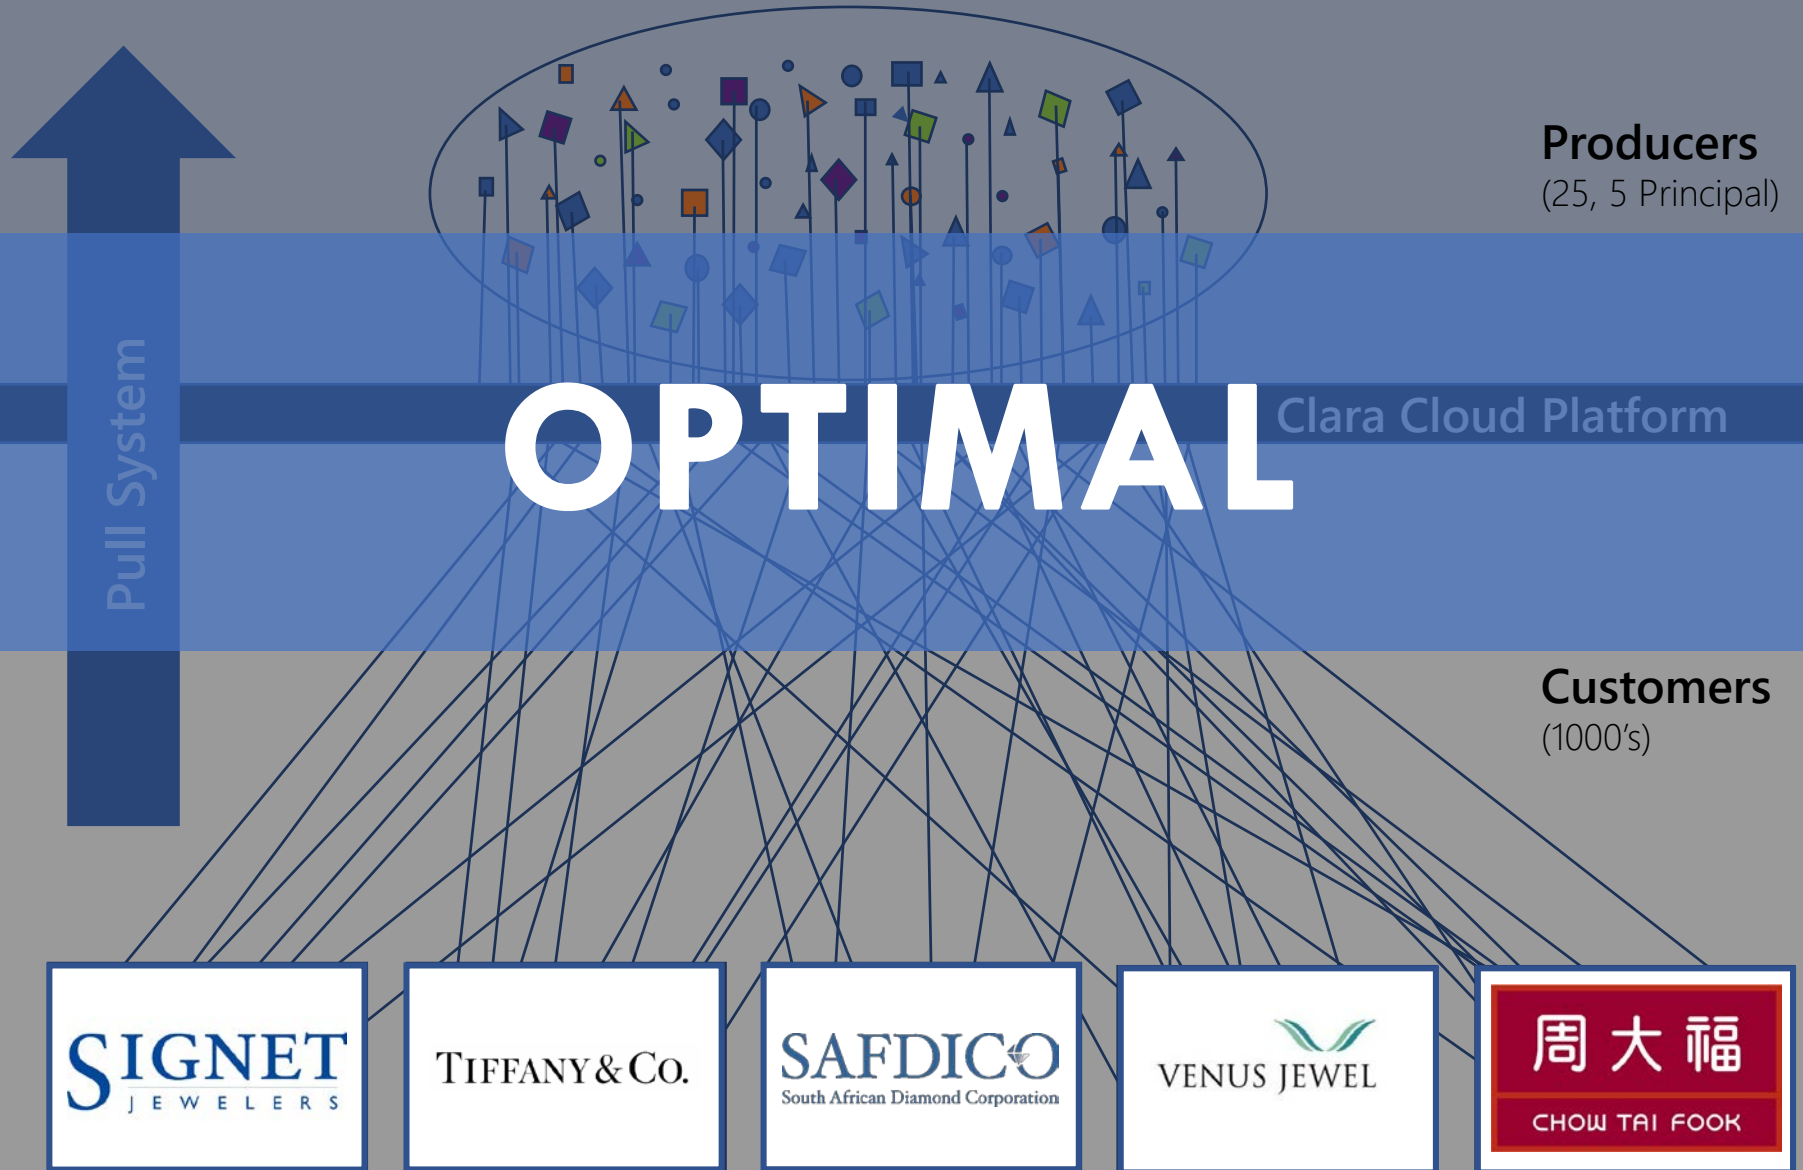 Producers
(25, 5 Principal)
Pull System
OPTIMAL
Clara Cloud Platform
Customers
(1000's)
SIGNET
JEWELERS
TIFFANY & CO.
SAFDICO
South African Diamond Corporation
VENUS JEWEL
周大福
CHOW TAI FOOK